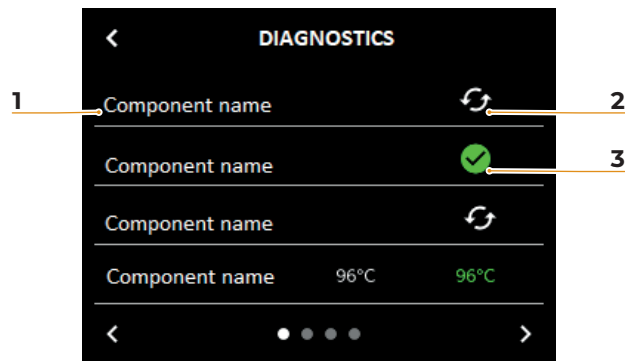 DIAGNOSTICS
1 Component name 2
Component name 3
Component name
Component name 96°C 96°C